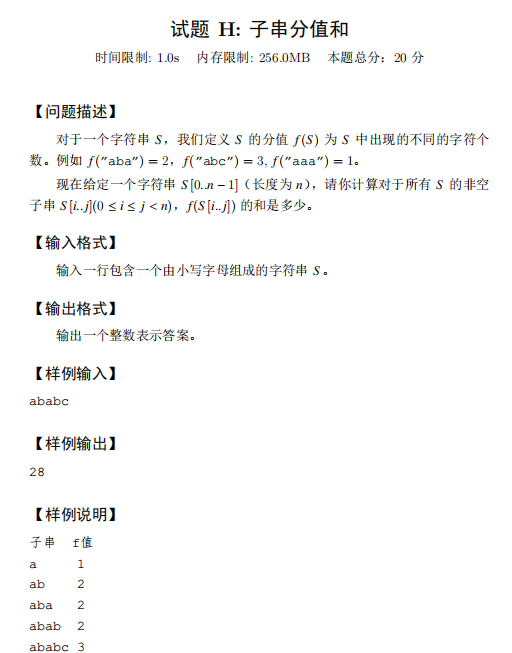 试题 H: 子串分值和
时间限制: 1.0s 内存限制: 256.0MB 本题总分：20 分
【问题描述】
对于一个字符串 S，我们定义 S 的分值 f(S) 为 S 中出现的不同的字符个
数。例如 f("aba") = 2，f("abc") = 3, f("aaa") = 1。
现在给定一个字符串 S[0..n − 1]（长度为 n），请你计算对于所有 S 的非空
子串 S[i..j](0 ≤ i ≤ j < n)，f(S[i..j]) 的和是多少。
【输入格式】
输入一行包含一个由小写字母组成的字符串 S。
【输出格式】
输出一个整数表示答案。
【样例输入】
ababc
【样例输出】
28
【样例说明】
子串 f值
a 1
ab 2
aba 2
abab 2
ababc 3